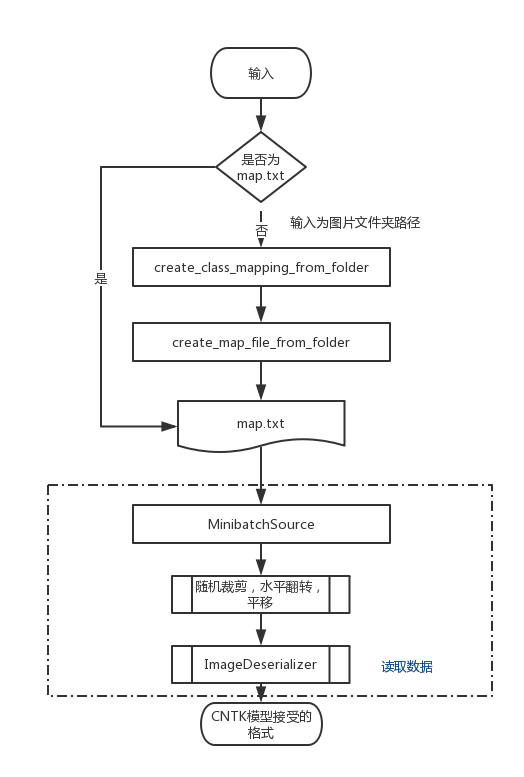 输入
是否为
map.txt
输入为图片文件夹路径
否
create_class_mapping_from_folder
是
create_map_file_from_folder
map.txt
MinibatchSource
随机裁剪，水平翻转，
平移
ImageDeserializer
读取数据
CNTK模型接受的
格式